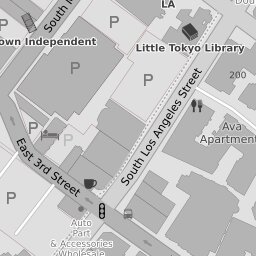 LA
South
own Independent
Little Tokyo Library
P
P
200
South Los Angeles Street
Ava
Apartment
P
P
East 3rd Street
P
Auto
Part
& Accessories
Wholesale